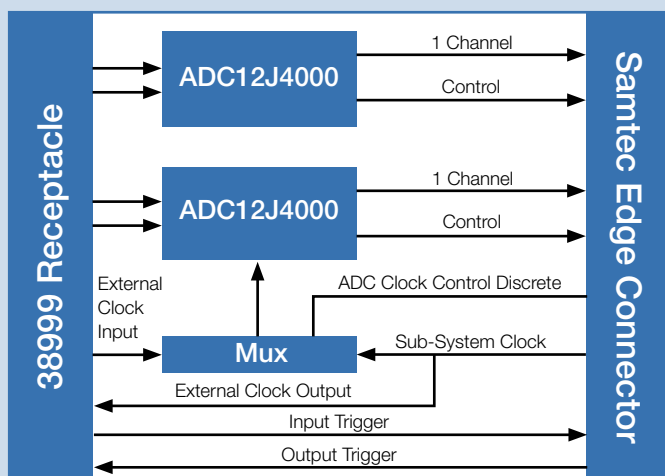 38999 Receptacle
ADC12J4000
1 Channel
Control
ADC12J4000
1 Channel
Control
External
Clock
Input
ADC Clock Control Discrete
Mux
Sub-System Clock
External Clock Output
Input Trigger
Output Trigger
Samtec Edge Connector